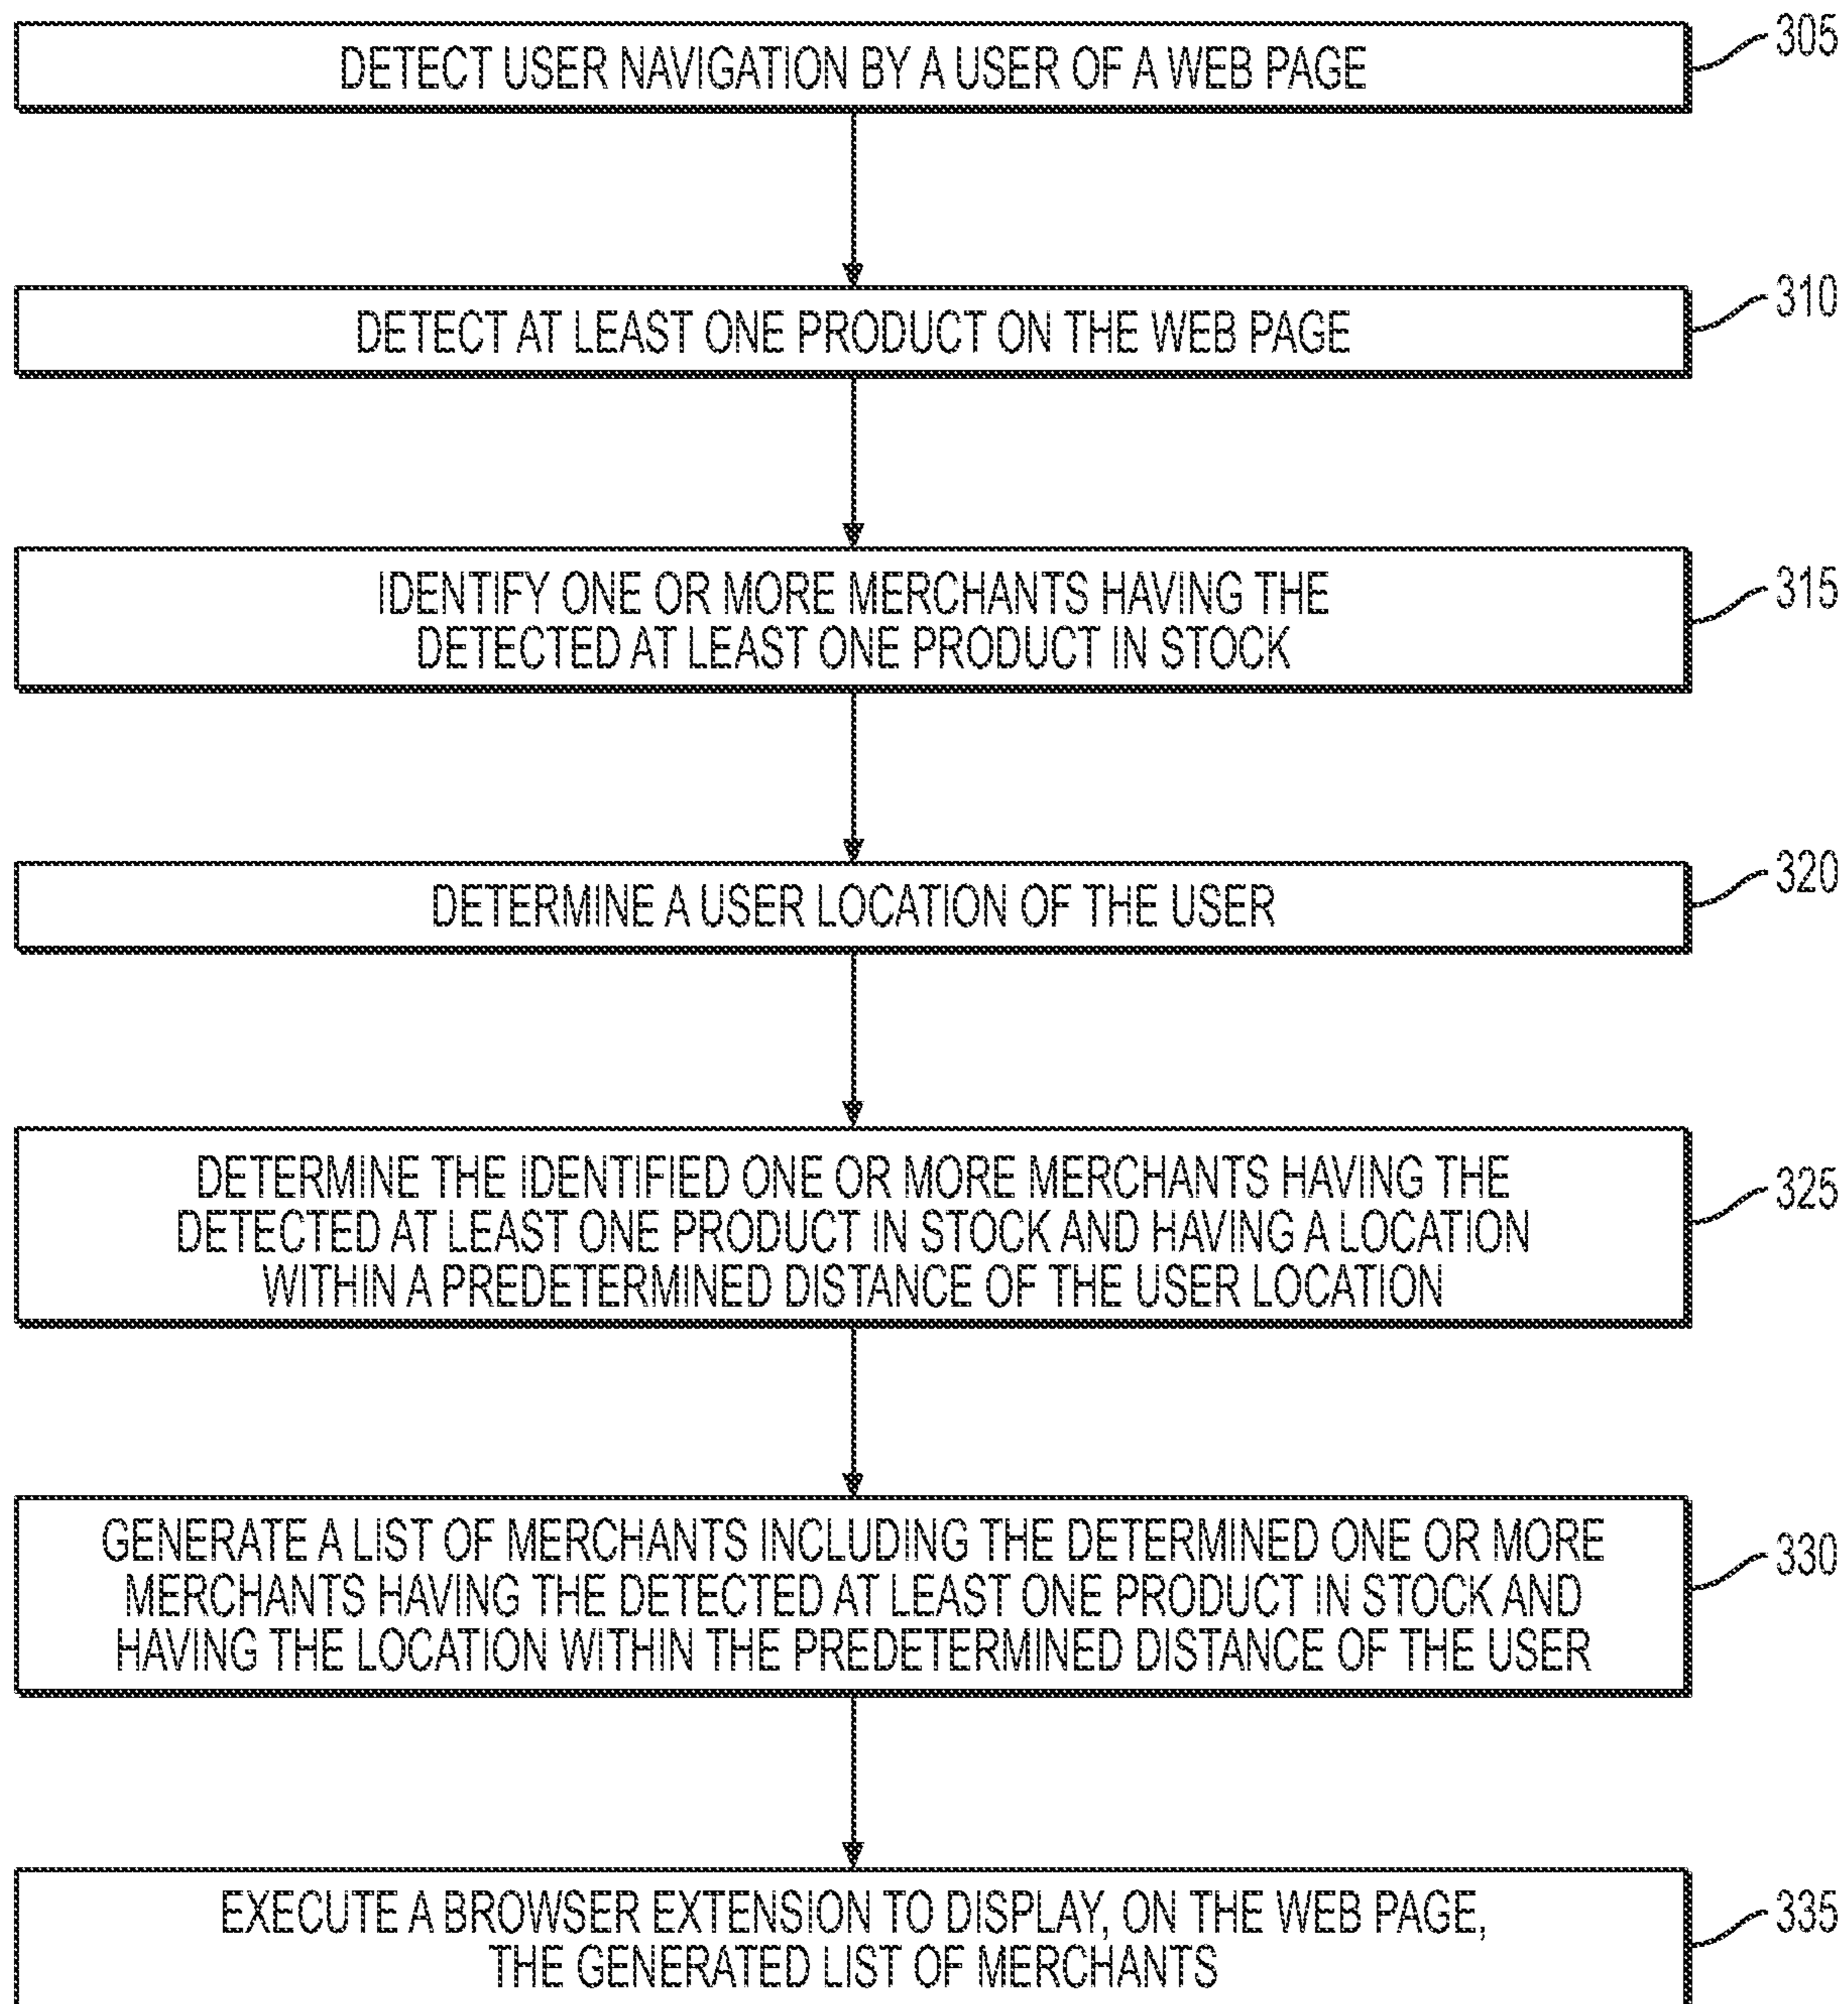 DETECT USER NAVIGATION BY A USER OF A WEB PAGE
305
DETECT AT LEAST ONE PRODUCT ON THE WEB PAGE
310
IDENTIFY ONE OR MORE MERCHANTS HAVING THE
DETECTED AT LEAST ONE PRODUCT IN STOCK
315
DETERMINE A USER LOCATION OF THE USER
320
DETERMINE THE IDENTIFIED ONE OR MORE MERCHANTS HAVING THE
DETECTED AT LEAST ONE PRODUCT IN STOCK AND HAVING A LOCATION
WITHIN A PREDETERMINED DISTANCE OF THE USER LOCATION
325
GENERATE A LIST OF MERCHANTS INCLUDING THE DETERMINED ONE OR MORE
MERCHANTS HAVING THE DETECTED AT LEAST ONE PRODUCT IN STOCK AND
HAVING THE LOCATION WITHIN THE PREDETERMINED DISTANCE OF THE USER
330
EXECUTE A BROWSER EXTENSION TO DISPLAY, ON THE WEB PAGE,
THE GENERATED LIST OF MERCHANTS
335